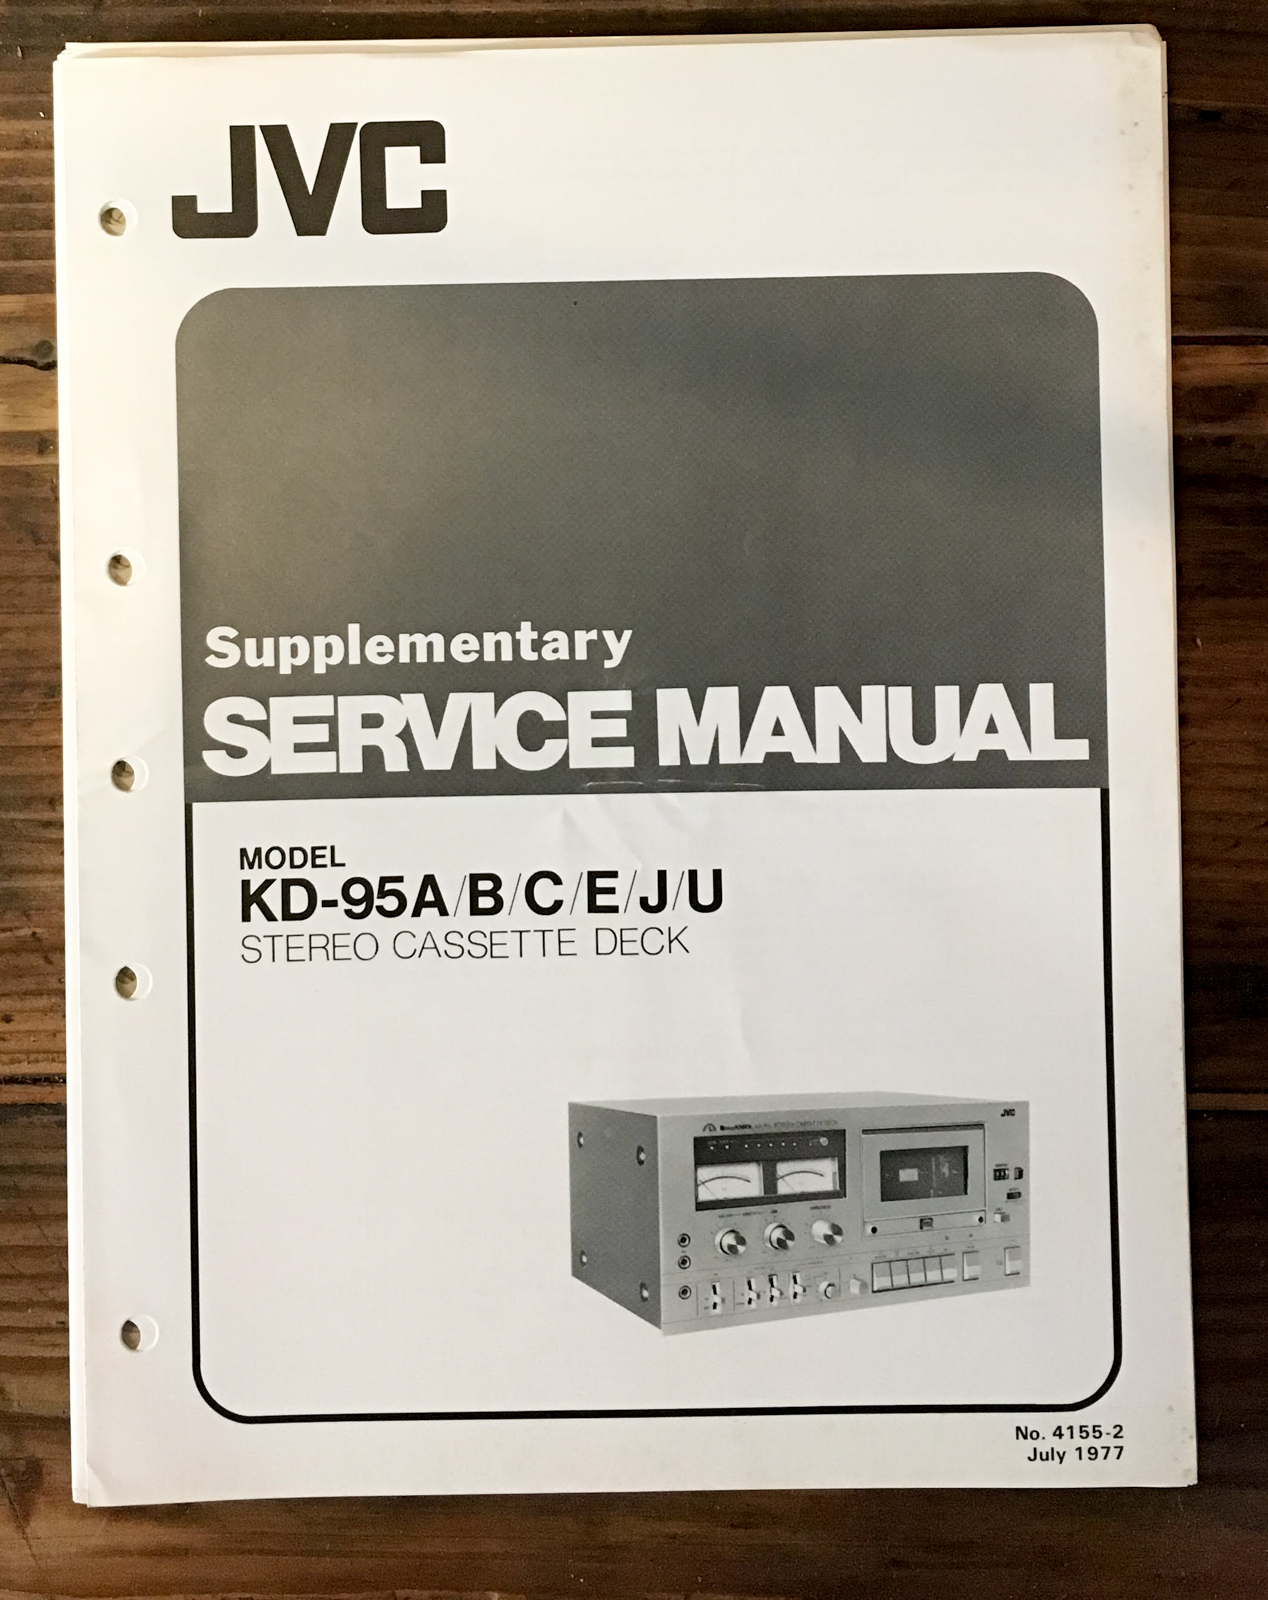 JVC
Supplementary
SERVICE MANUAL
MODEL
KD-95A/B/C/E/J/U
STEREO CASSETTE DECK
JVC
No. 4155-2
July 1977